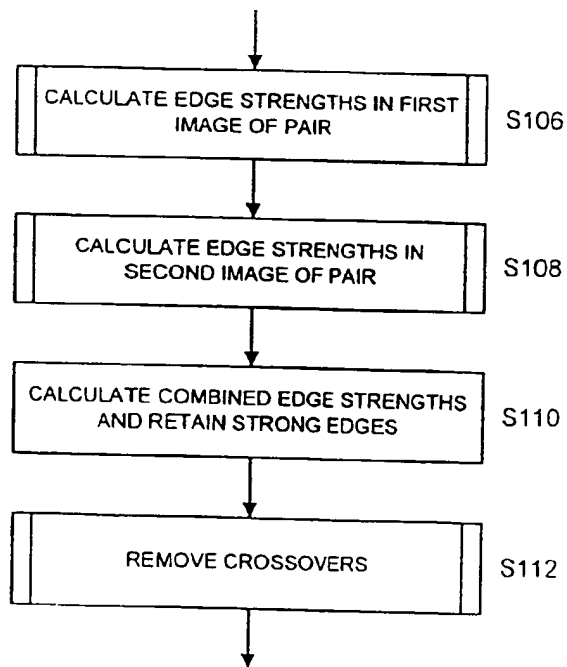 CALCULATE EDGE STRENGTHS IN FIRST
IMAGE OF PAIR
S106
CALCULATE EDGE STRENGTHS IN
SECOND IMAGE OF PAIR
S108
CALCULATE COMBINED EDGE STRENGTHS
AND RETAIN STRONG EDGES
S110
REMOVE CROSSOVERS
S112